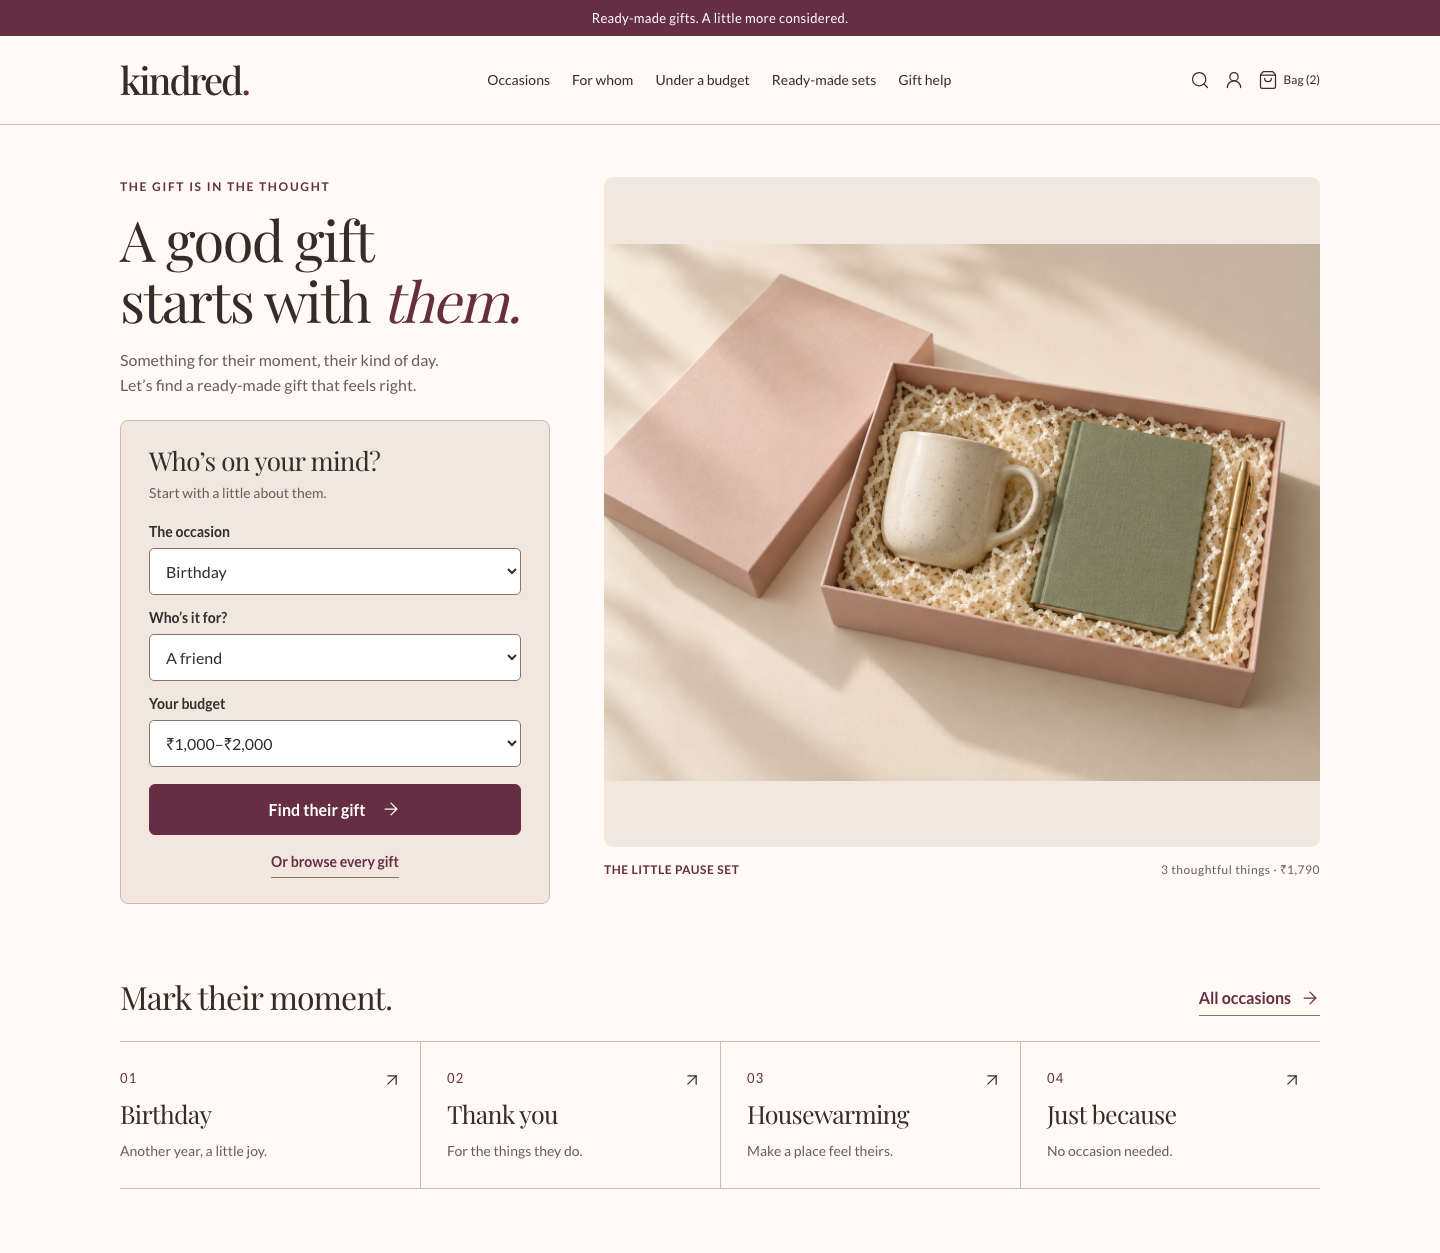 Ready-made gifts. A little more considered.
kindred.
Occasions
For whom
Under a budget
Ready-made sets
Gift help
Bag (2)
THE GIFT IS IN THE THOUGHT
A good gift
starts with them.
Something for their moment, their kind of day.
Let’s find a ready-made gift that feels right.
Who’s on your mind?
Start with a little about them.
The occasion
Birthday
Who’s it for?
A friend
Your budget
₹1,000–₹2,000
Find their gift
Or browse every gift
THE LITTLE PAUSE SET
3 thoughtful things · ₹1,790
Mark their moment.
All occasions
01
Birthday
Another year, a little joy.
02
Thank you
For the things they do.
03
Housewarming
Make a place feel theirs.
04
Just because
No occasion needed.